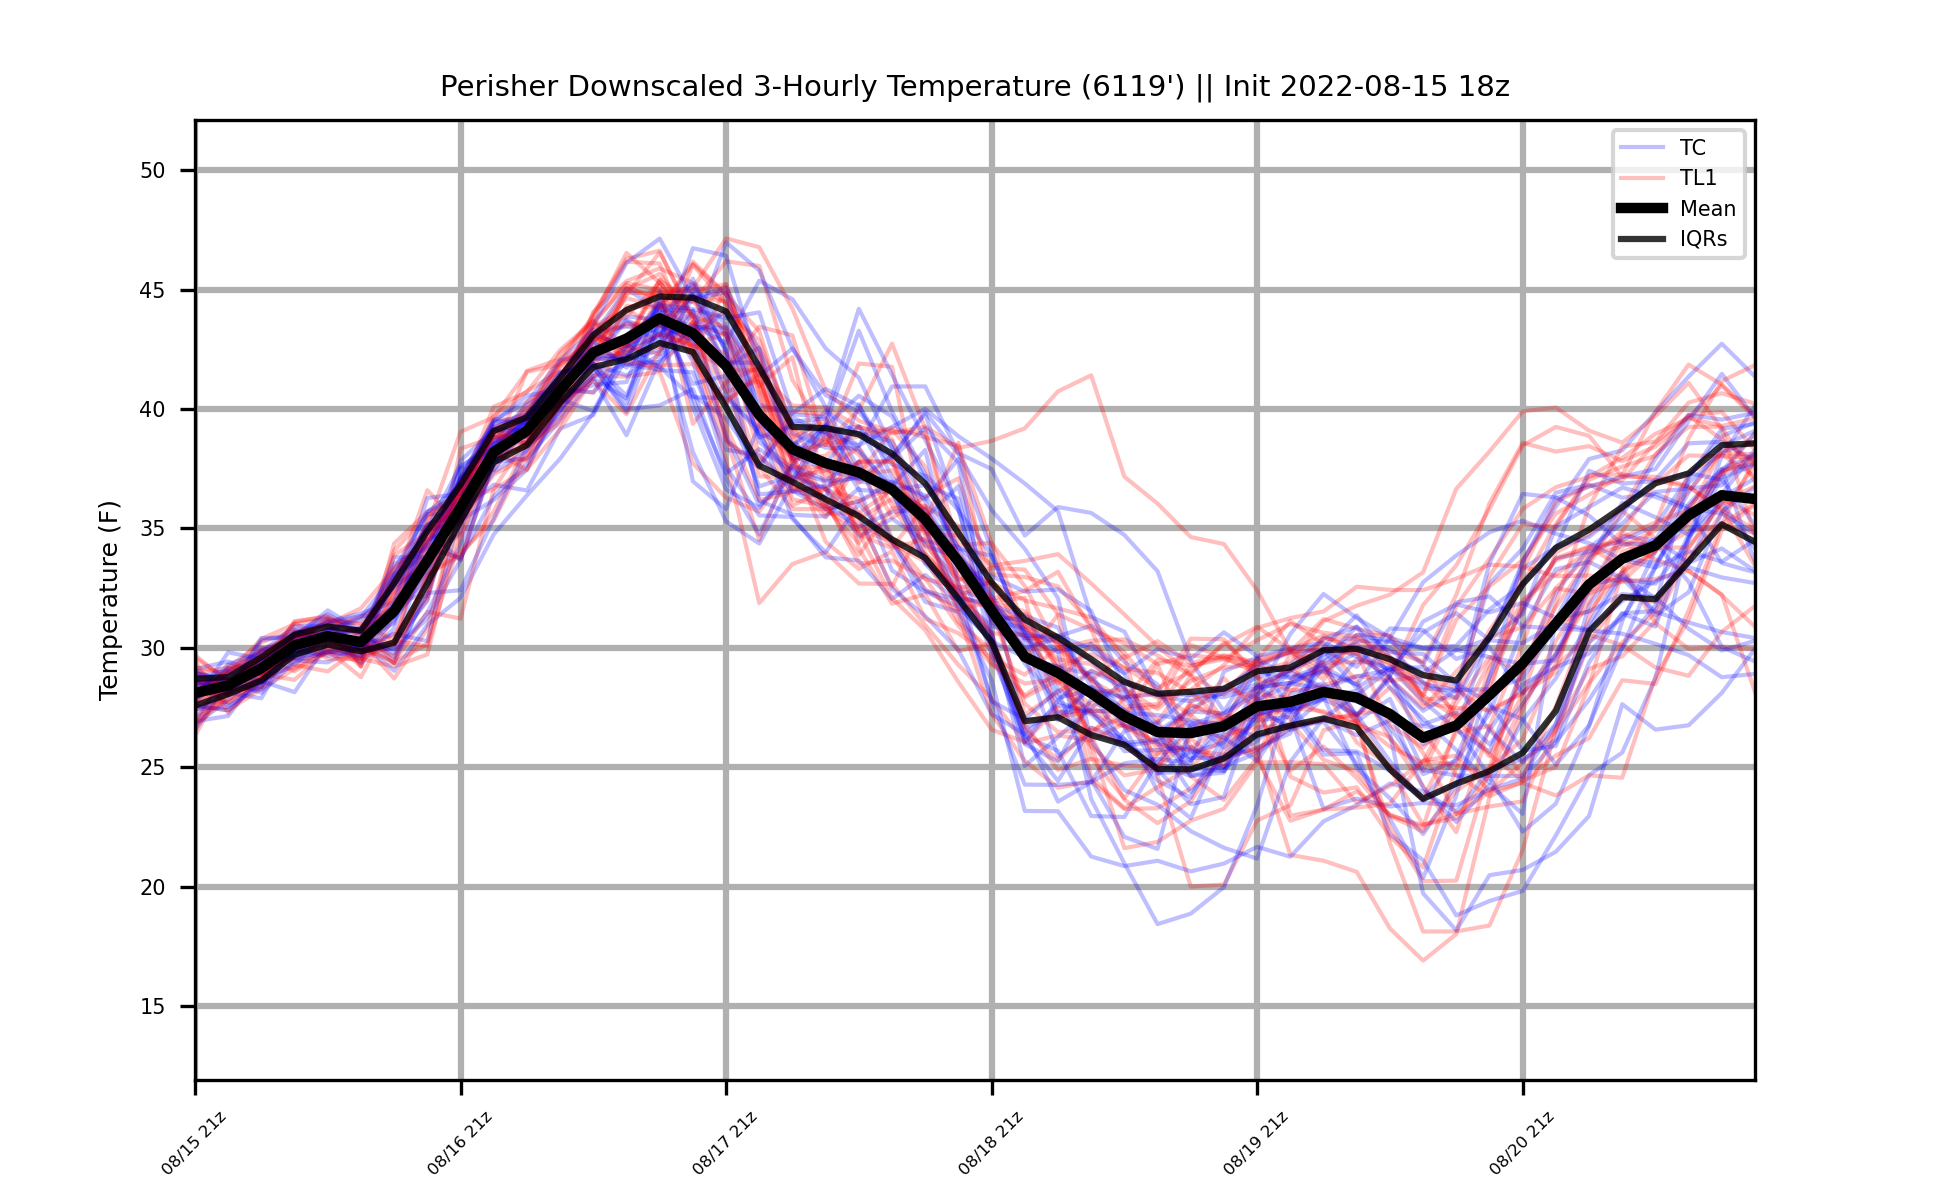 Perisher Downscaled 3-Hourly Temperature (6119') || Init 2022-08-15 18z
TC
TL1
Mean
IQRs
Temperature (F)
50
45
40
35
30
25
20
15
08/15 21z
08/16 21z
08/17 21z
08/18 21z
08/19 21z
08/20 21z